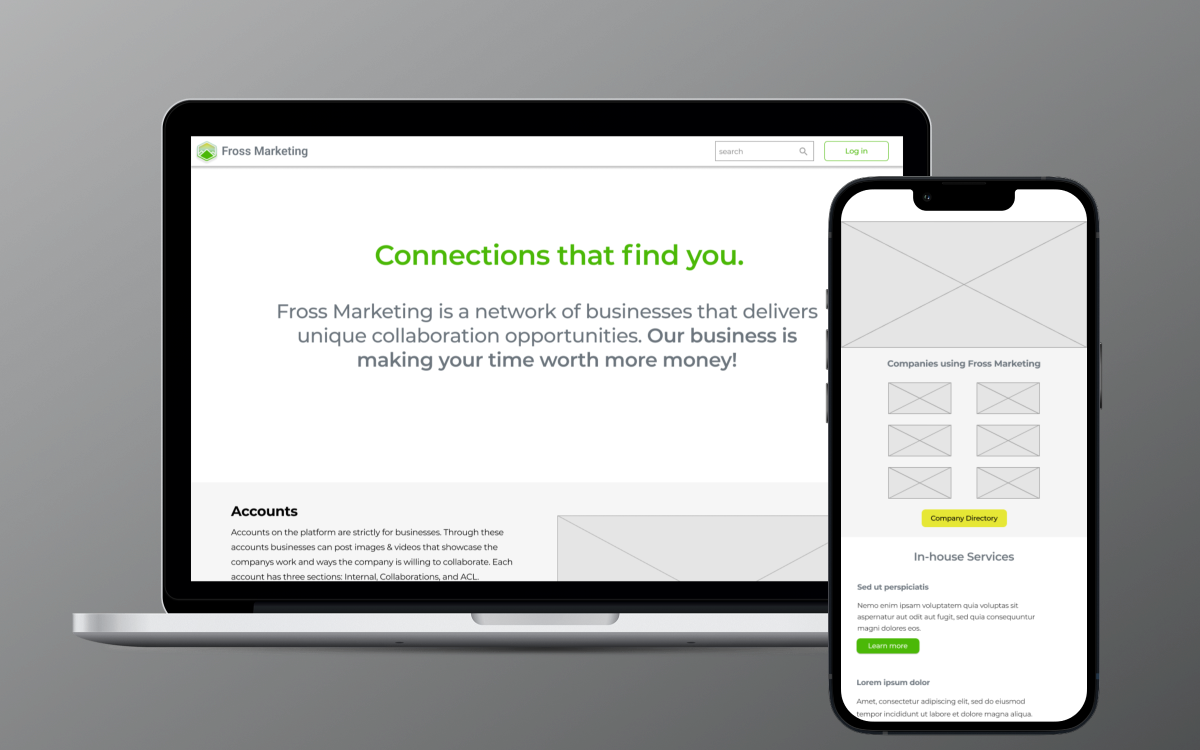 Fross Marketing
search
Log in
Connections that find you.
Fross Marketing is a network of businesses that delivers
unique collaboration opportunities. Our business is
making your time worth more money!
Accounts
Accounts on the platform are strictly for businesses. Through these
accounts businesses can post images & videos that showcase the
companys work and ways the company is willing to collaborate. Each
account has three sections: Internal, Collaborations, and ACL.
Companies using Fross Marketing
Company Directory
In-house Services
Sed ut perspiciatis
Nemo enim ipsam voluptatem quia voluptas sit
aspernatur aut odit aut fugit, sed quia consequuntur
magni dolores eos.
Learn more
Lorem ipsum dolor
Amet, consectetur adipiscing elit, sed do eiusmod
tempor incididunt ut labore et dolore magna aliqua.